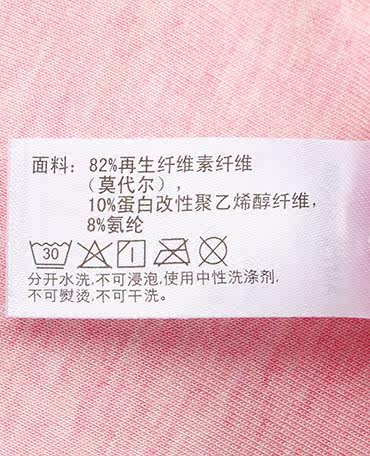 面料：82%再生纤维素纤维
（莫代尔），
10%蛋白改性聚乙烯醇纤维，
8%氨纶
30
分开水洗,不可浸泡,使用中性洗涤剂,
不可熨烫,不可干洗。